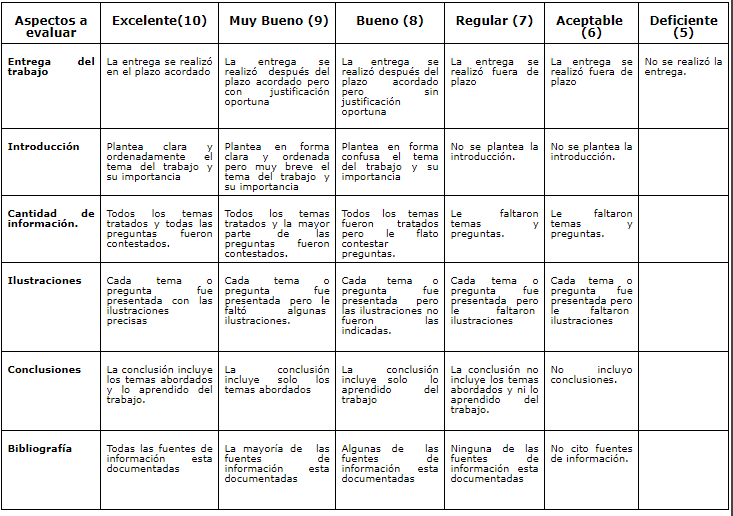 Aspectos a evaluar | Excelente(10) | Muy Bueno (9) | Bueno (8) | Regular (7) | Aceptable (6) | Deficiente (5)
Entrega del trabajo | La entrega se realizó en el plazo acordado | La entrega se realizó después del plazo acordado pero con justificación oportuna | La entrega se realizó después del plazo acordado pero sin justificación oportuna | La entrega se realizó fuera de plazo | La entrega se realizó fuera de plazo | No se realizó la entrega.
Introducción | Plantea clara y ordenadamente el tema del trabajo y su importancia | Plantea en forma clara y ordenada pero muy breve el tema del trabajo y su importancia | Plantea en forma confusa el tema del trabajo y su importancia | No se plantea la introducción. | No se plantea la introducción.
Cantidad de información. | Todos los temas tratados y todas las preguntas fueron contestados. | Todos los temas tratados y la mayor parte de las preguntas fueron contestados. | Todos los temas fueron tratados pero le flato contestar preguntas. | Le faltaron temas y preguntas. | Le faltaron temas y preguntas.
Ilustraciones | Cada tema o pregunta fue presentada con las ilustraciones precisas | Cada tema o pregunta fue presentada pero le faltó algunas ilustraciones. | Cada tema o pregunta fue presentada pero las ilustraciones no fueron las indicadas. | Cada tema o pregunta fue presentada pero le faltaron ilustraciones | Cada tema o pregunta fue presentada pero le faltaron ilustraciones
Conclusiones | La conclusión incluye los temas abordados y lo aprendido del trabajo. | La conclusión incluye solo los temas abordados | La conclusión incluye solo lo aprendido del trabajo | La conclusión no incluye los temas abordados y ni lo aprendido del trabajo. | No incluyo conclusiones.
Bibliografía | Todas las fuentes de información esta documentadas | La mayoría de las fuentes de información esta documentadas | Algunas de las fuentes de información esta documentadas | Ninguna de las fuentes de información esta documentadas | No cito fuentes de información.